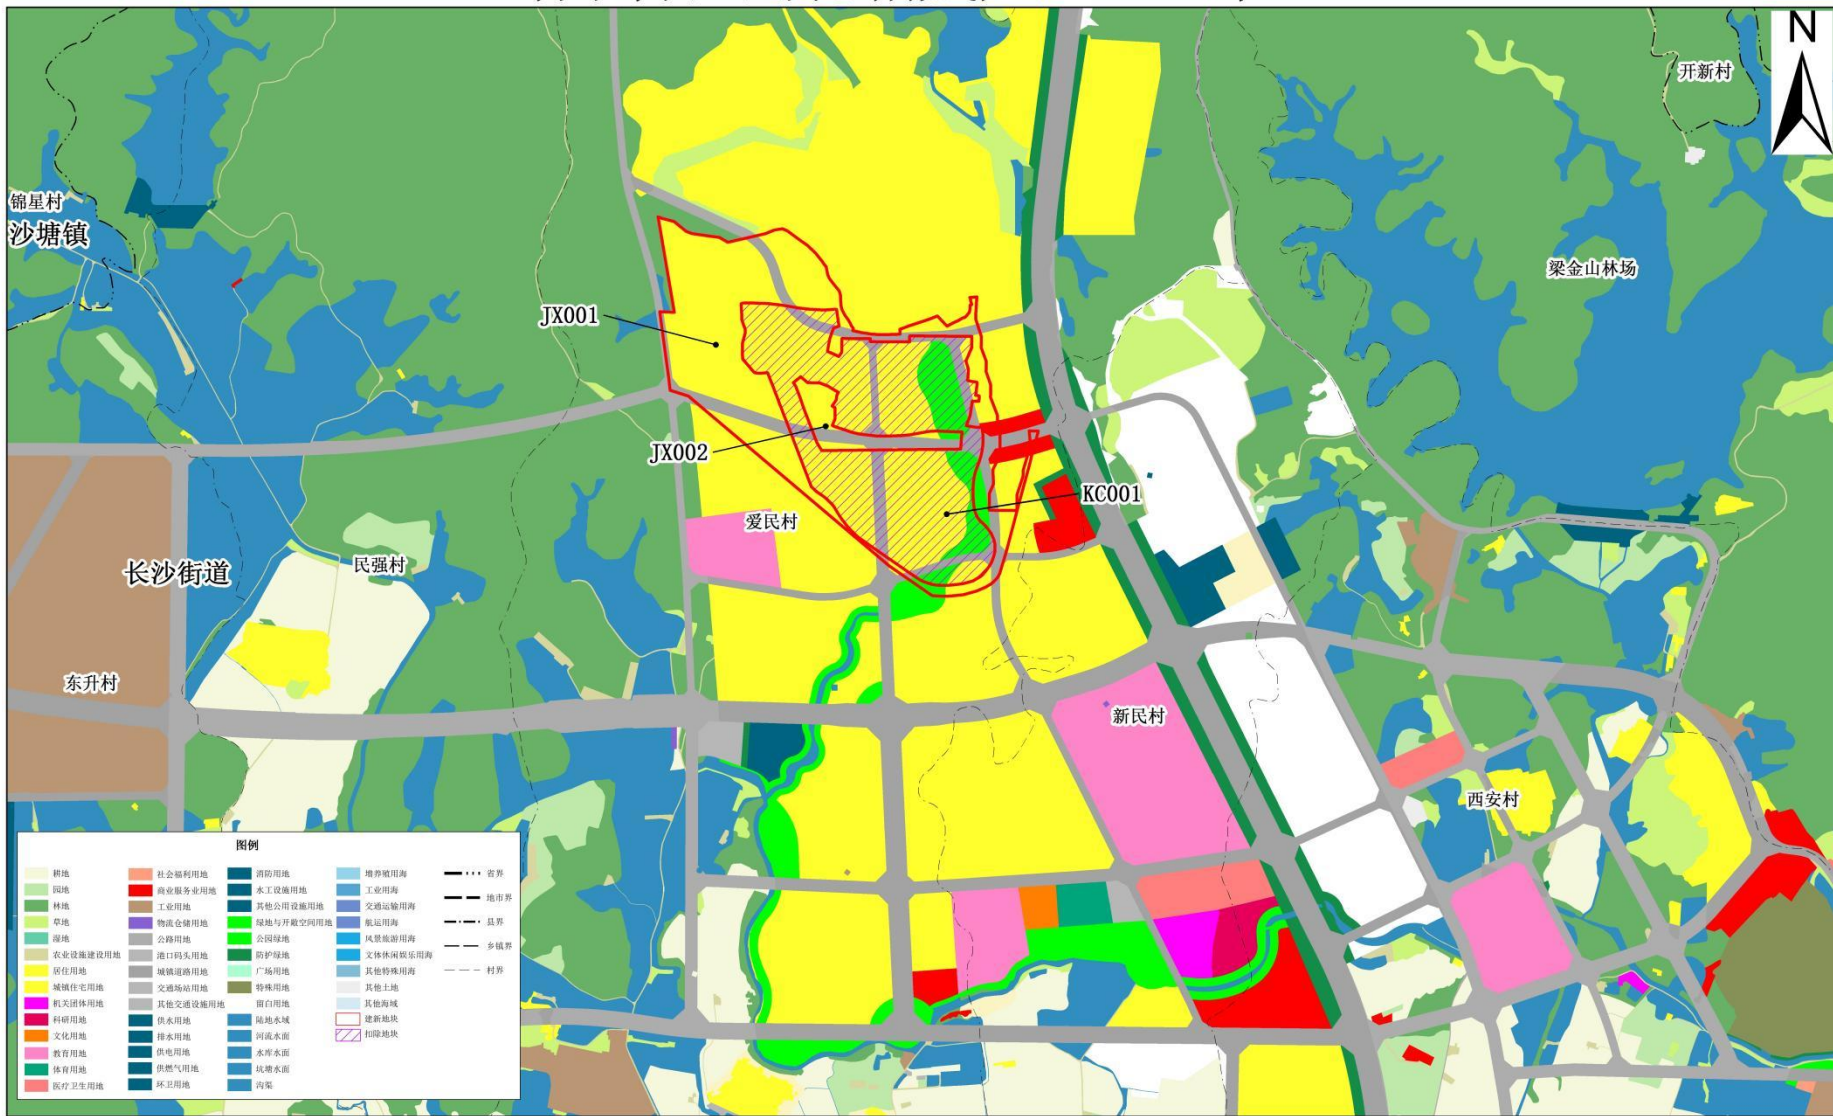 N
开新村
锦星村
沙塘镇
梁金山林场
JX001
JX002
KC001
爱民村
民强村
长沙街道
东升村
新民村
西安村
图例
耕地
园地
林地
草地
湿地
农业设施建设用地
居住用地
城镇住宅用地
机关团体用地
科研用地
文化用地
教育用地
体育用地
医疗卫生用地
社会福利用地
商业服务业用地
工业用地
物流仓储用地
公路用地
港口码头用地
城镇道路用地
交通场站用地
其他交通设施用地
供水用地
排水用地
供电用地
供燃气用地
环卫用地
消防用地
水工设施用地
其他公用设施用地
绿地与开敞空间用地
公园绿地
防护绿地
广场用地
特殊用地
留白用地
陆地水域
河流水面
水库水面
坑塘水面
沟渠
增养殖用海
工业用海
交通运输用海
航运用海
风景旅游用海
文体休闲娱乐用海
其他特殊用海
其他土地
其他海域
建新地块
扣除地块
省界
地市界
县界
乡镇界
村界